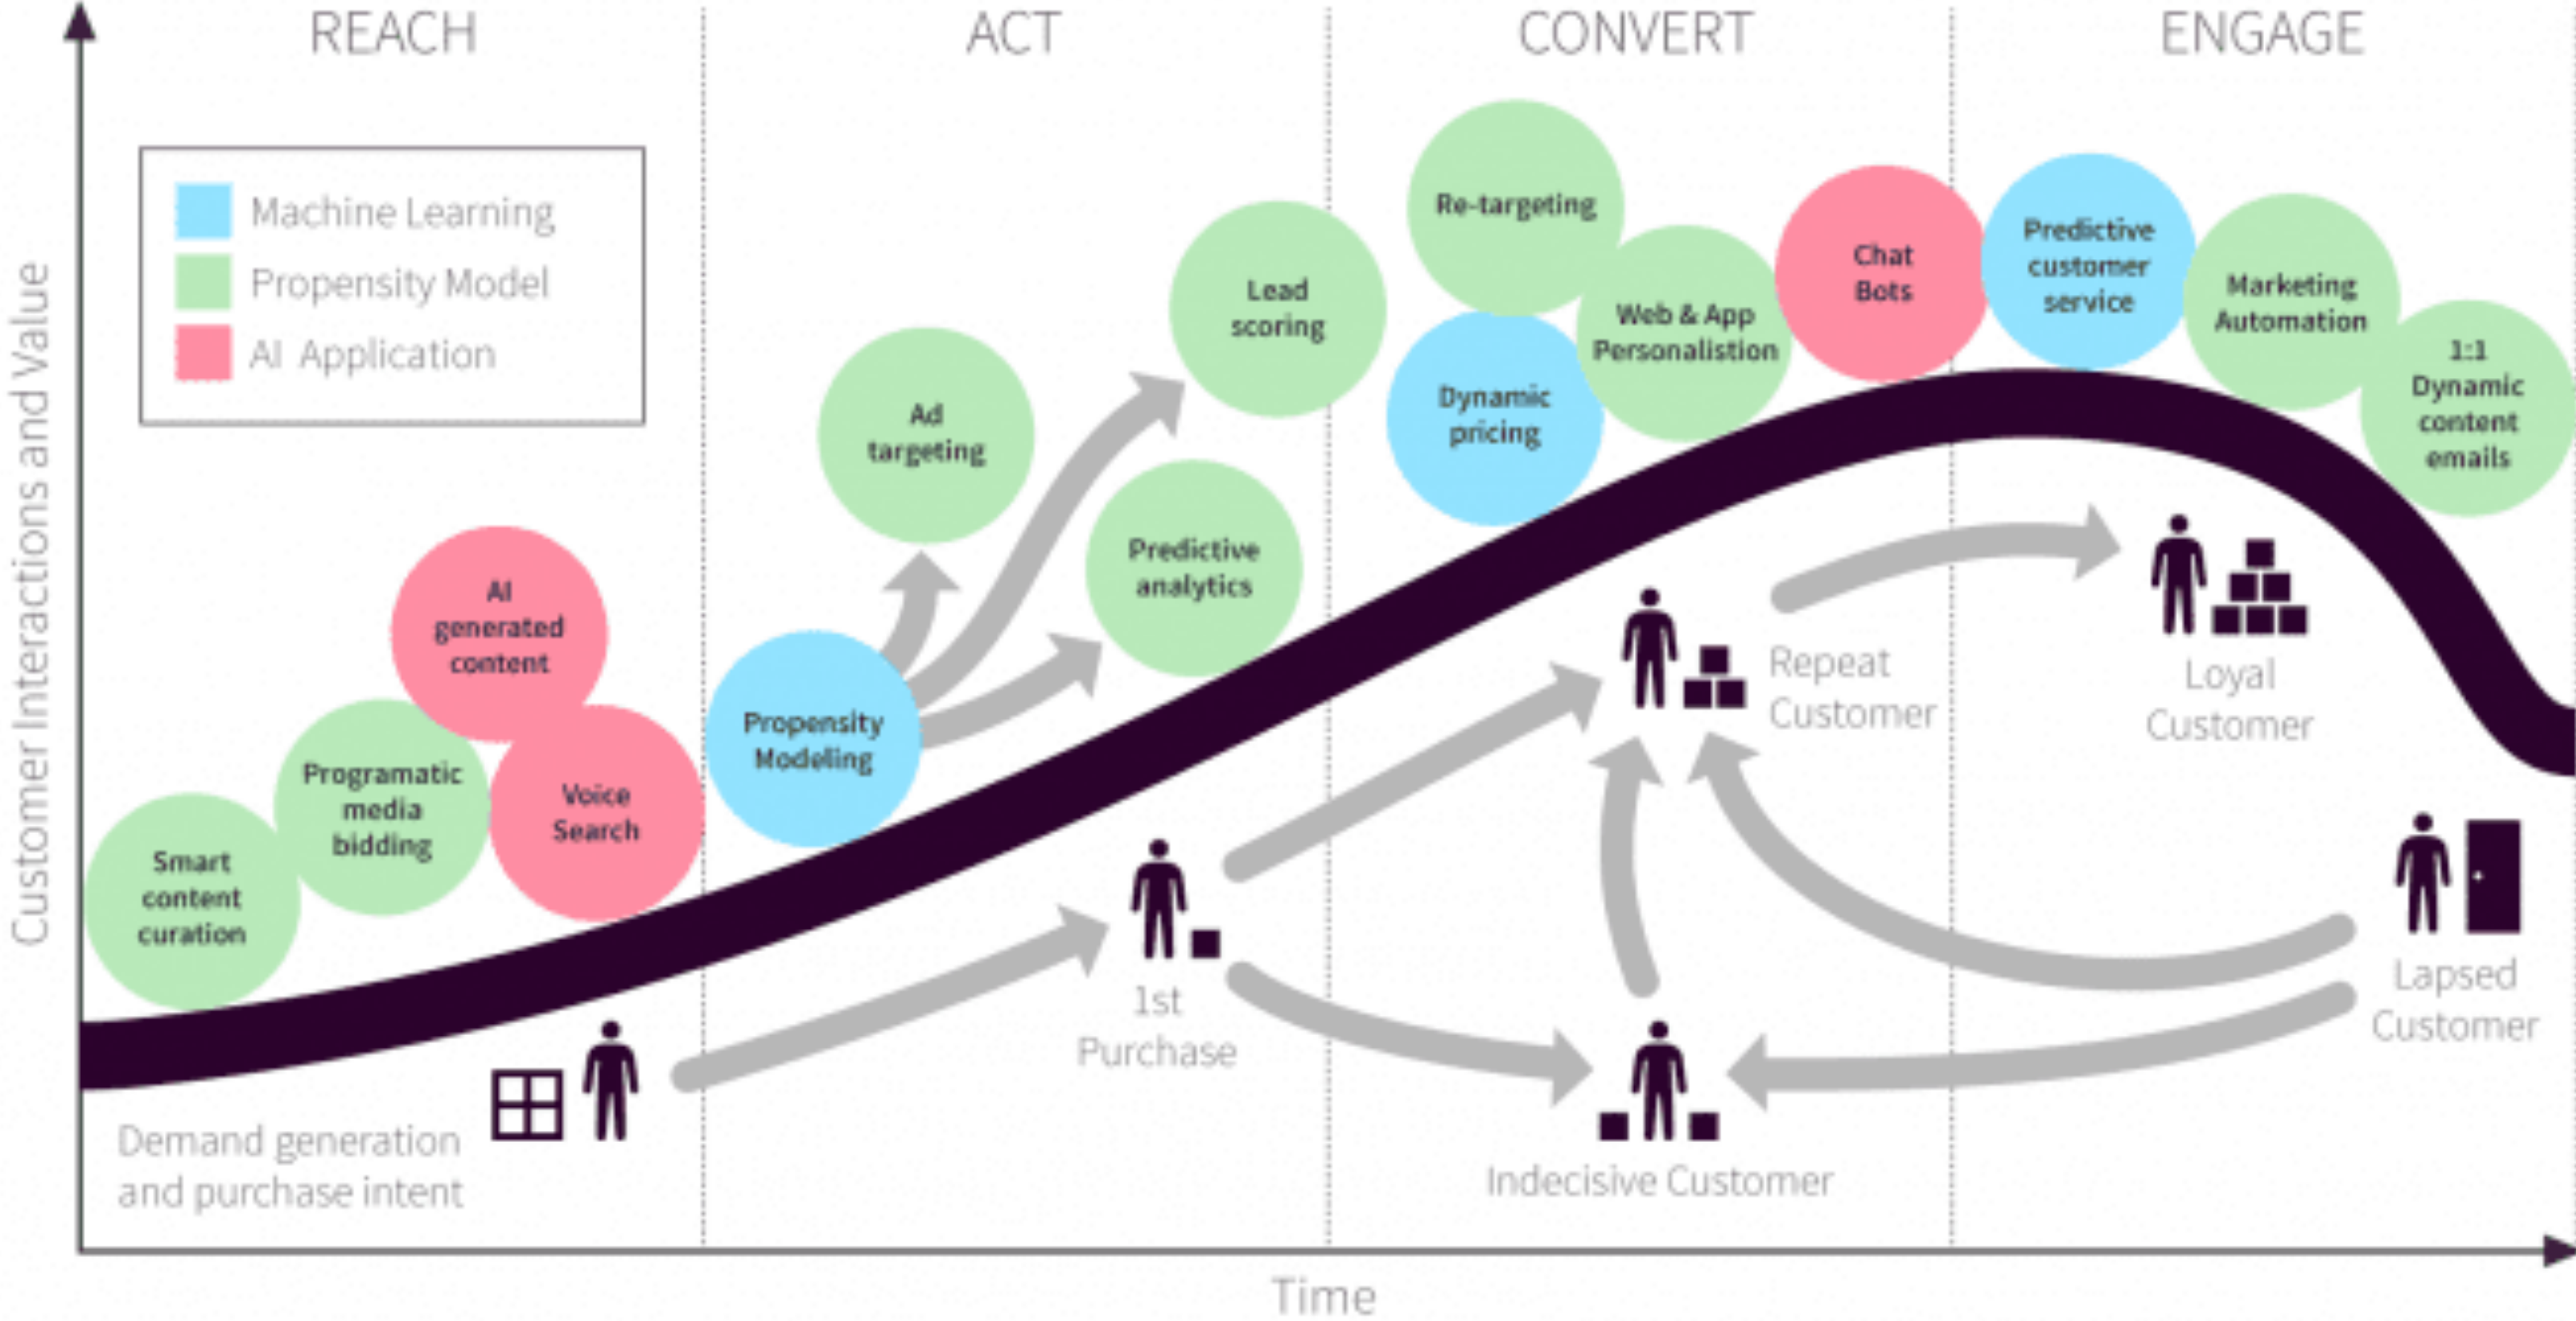 REACH
ACT
CONVERT
ENGAGE
Customer Interactions and Value
Machine Learning
Propensity Model
AI Application
Smart
content
curation
Programatic
media
bidding
AI
generated
content
Voice
Search
Propensity
Modeling
Ad
targeting
Lead
scoring
Predictive
analytics
Re-targeting
Dynamic
pricing
Web & App
Personalistion
Chat
Bots
Predictive
customer
service
Marketing
Automation
1:1
Dynamic
content
emails
Demand generation
and purchase intent
1st
Purchase
Repeat
Customer
Indecisive Customer
Loyal
Customer
Lapsed
Customer
Time